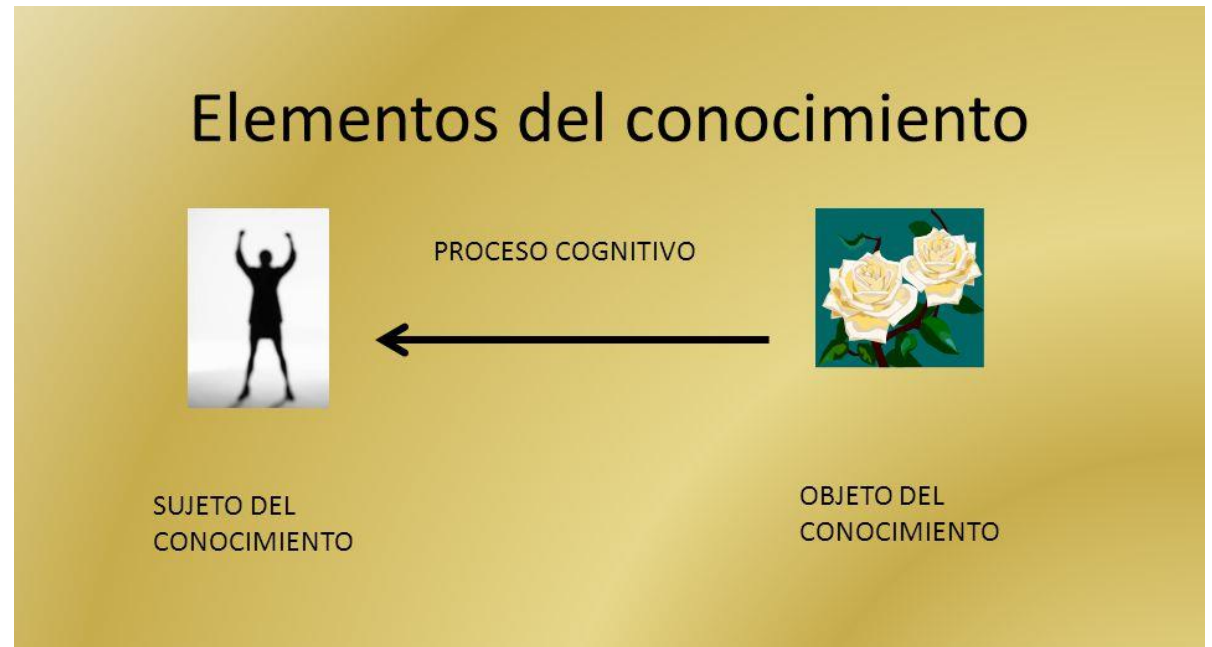 Elementos del conocimiento
PROCESO COGNITIVO
SUJETO DEL
CONOCIMIENTO
OBJETO DEL
CONOCIMIENTO